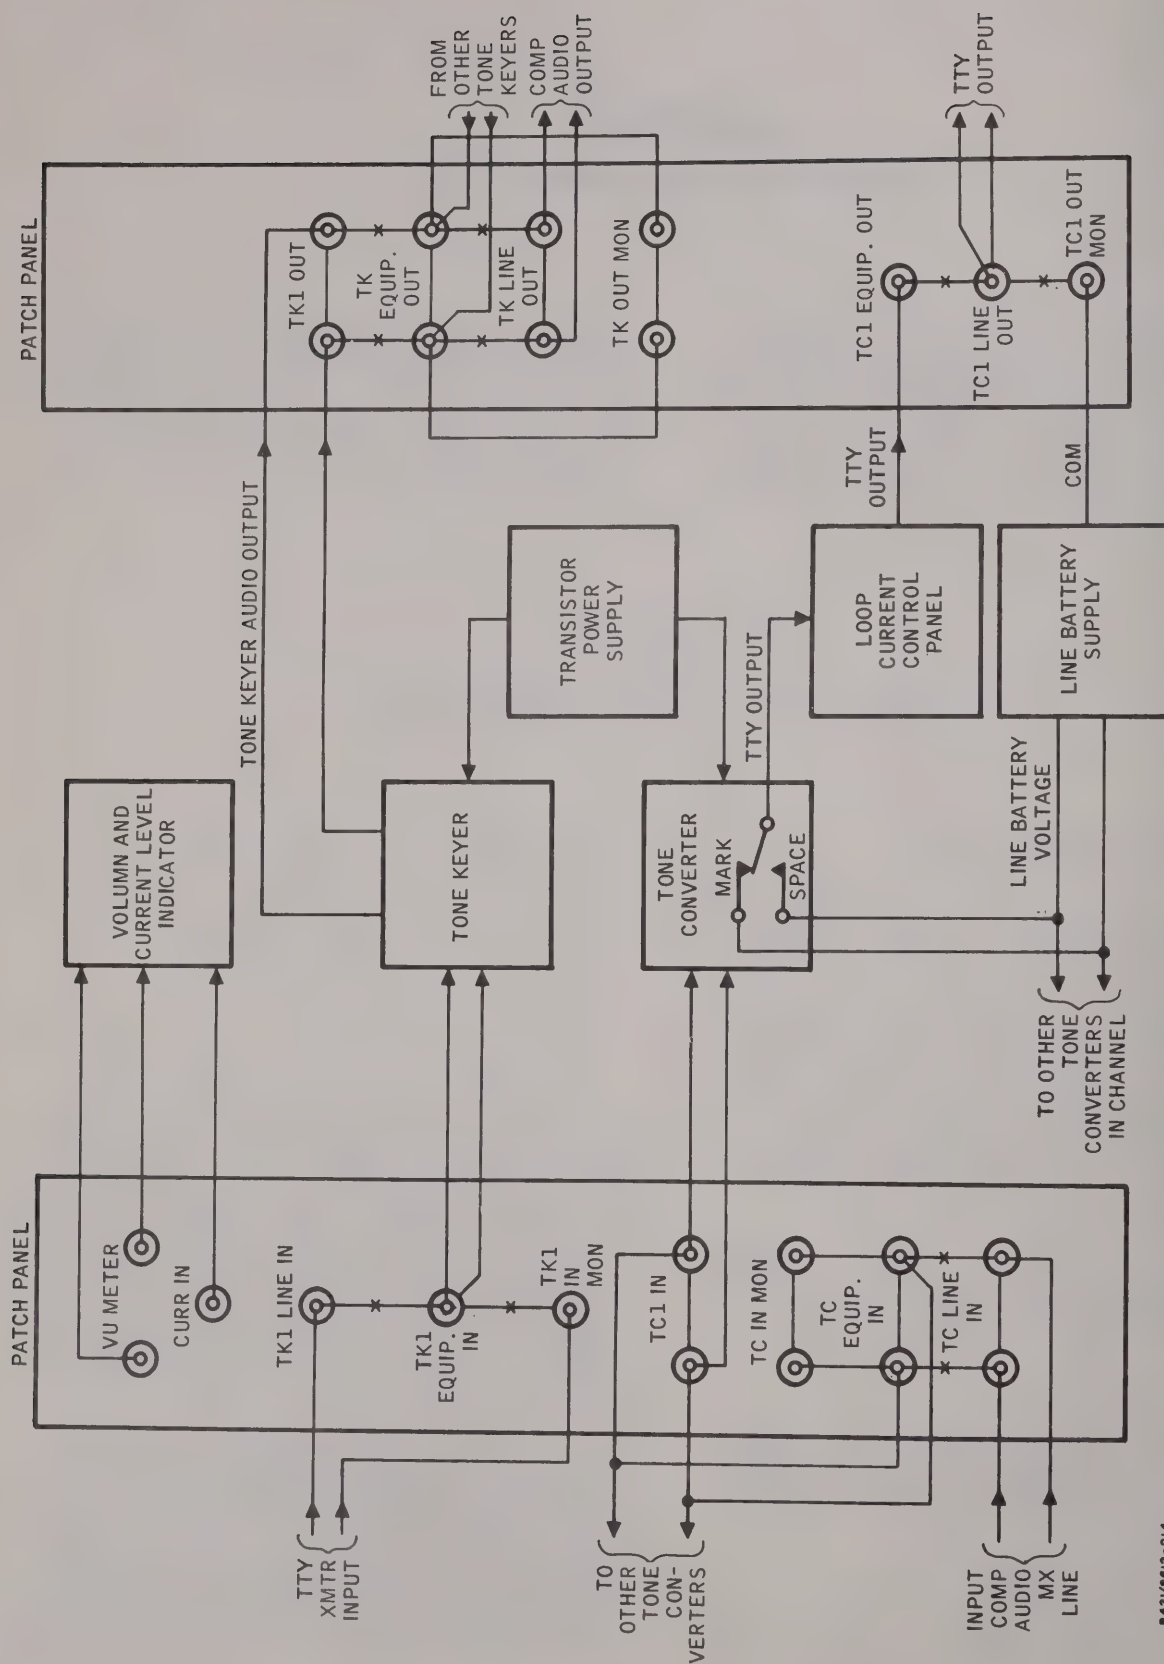 PATCH PANEL
VU METER
CURR IN
TK1 LINE IN
TK1
EQUIP.
IN
TK1
IN
MON
TC1 IN
TC IN MON
TC
EQUIP.
IN
TC LINE
IN
TTY
XMTR
INPUT
TO
OTHER
TONE
CON-
VERTERS
INPUT
COMP
AUDIO
MX
LINE
VOLUMN AND
CURRENT LEVEL
INDICATOR
TONE KEYER
TONE
CONVERTER
MARK
SPACE
TO OTHER
TONE
CONVERTERS
IN CHANNEL
LINE BATTERY
VOLTAGE
TONE KEYER AUDIO OUTPUT
TRANSISTOR
POWER
SUPPLY
TTY OUTPUT
LOOP
CURRENT
CONTROL
PANEL
LINE BATTERY
SUPPLY
TTY
OUTPUT
COM
PATCH PANEL
TK1 OUT
TK
EQUIP.
OUT
TK LINE
OUT
TK OUT MON
TC1 EQUIP. OUT
TC1 LINE
OUT
TC1 OUT
MON
FROM
OTHER
TONE
KEYERS
COMP
AUDIO
OUTPUT
TTY
OUTPUT